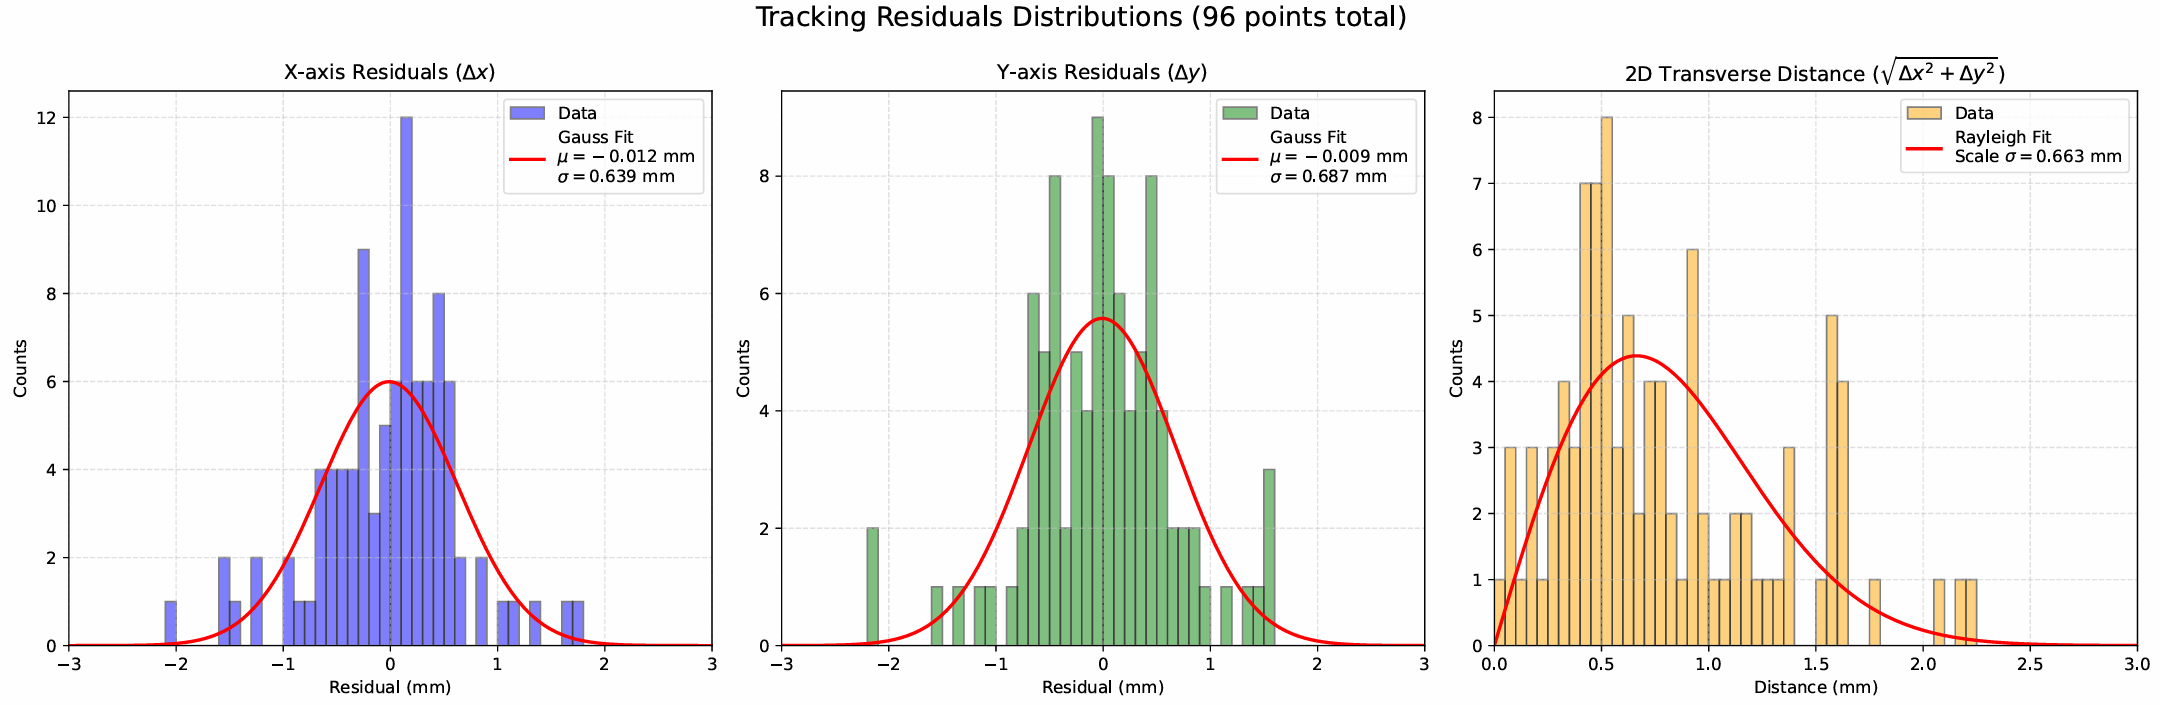 Tracking Residuals Distributions (96 points total)
X-axis Residuals (Δx)
Counts
12
10
8
6
4
2
0
−3 −2 −1 0 1 2 3
Residual (mm)
Data
Gauss Fit
μ = − 0.012 mm
σ = 0.639 mm
Y-axis Residuals (Δy)
Counts
8
6
4
2
0
−3 −2 −1 0 1 2 3
Residual (mm)
Data
Gauss Fit
μ = − 0.009 mm
σ = 0.687 mm
2D Transverse Distance (√Δx² + Δy²)
Counts
8
7
6
5
4
3
2
1
0
0.0 0.5 1.0 1.5 2.0 2.5 3.0
Distance (mm)
Data
Rayleigh Fit
Scale σ = 0.663 mm